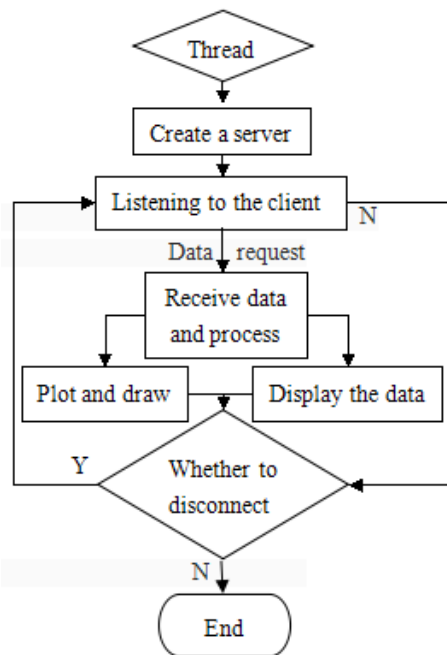 Thread
Create a server
Listening to the client
N
Data request
Receive data
and process
Plot and draw
Display the data
Y
Whether to
disconnect
N
End